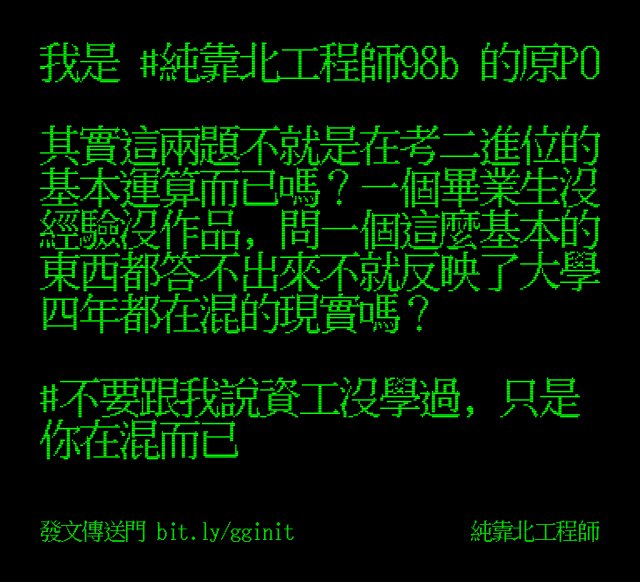 我是 #純靠北工程師98b 的原PO
其實這兩題不就是在考二進位的
基本運算而已嗎？一個畢業生沒
經驗沒作品，問一個這麼基本的
東西都答不出來不就反映了大學
四年都在混的現實嗎？
#不要跟我說資工沒學過，只是
你在混而已
發文傳送門 bit.ly/gginit
純靠北工程師